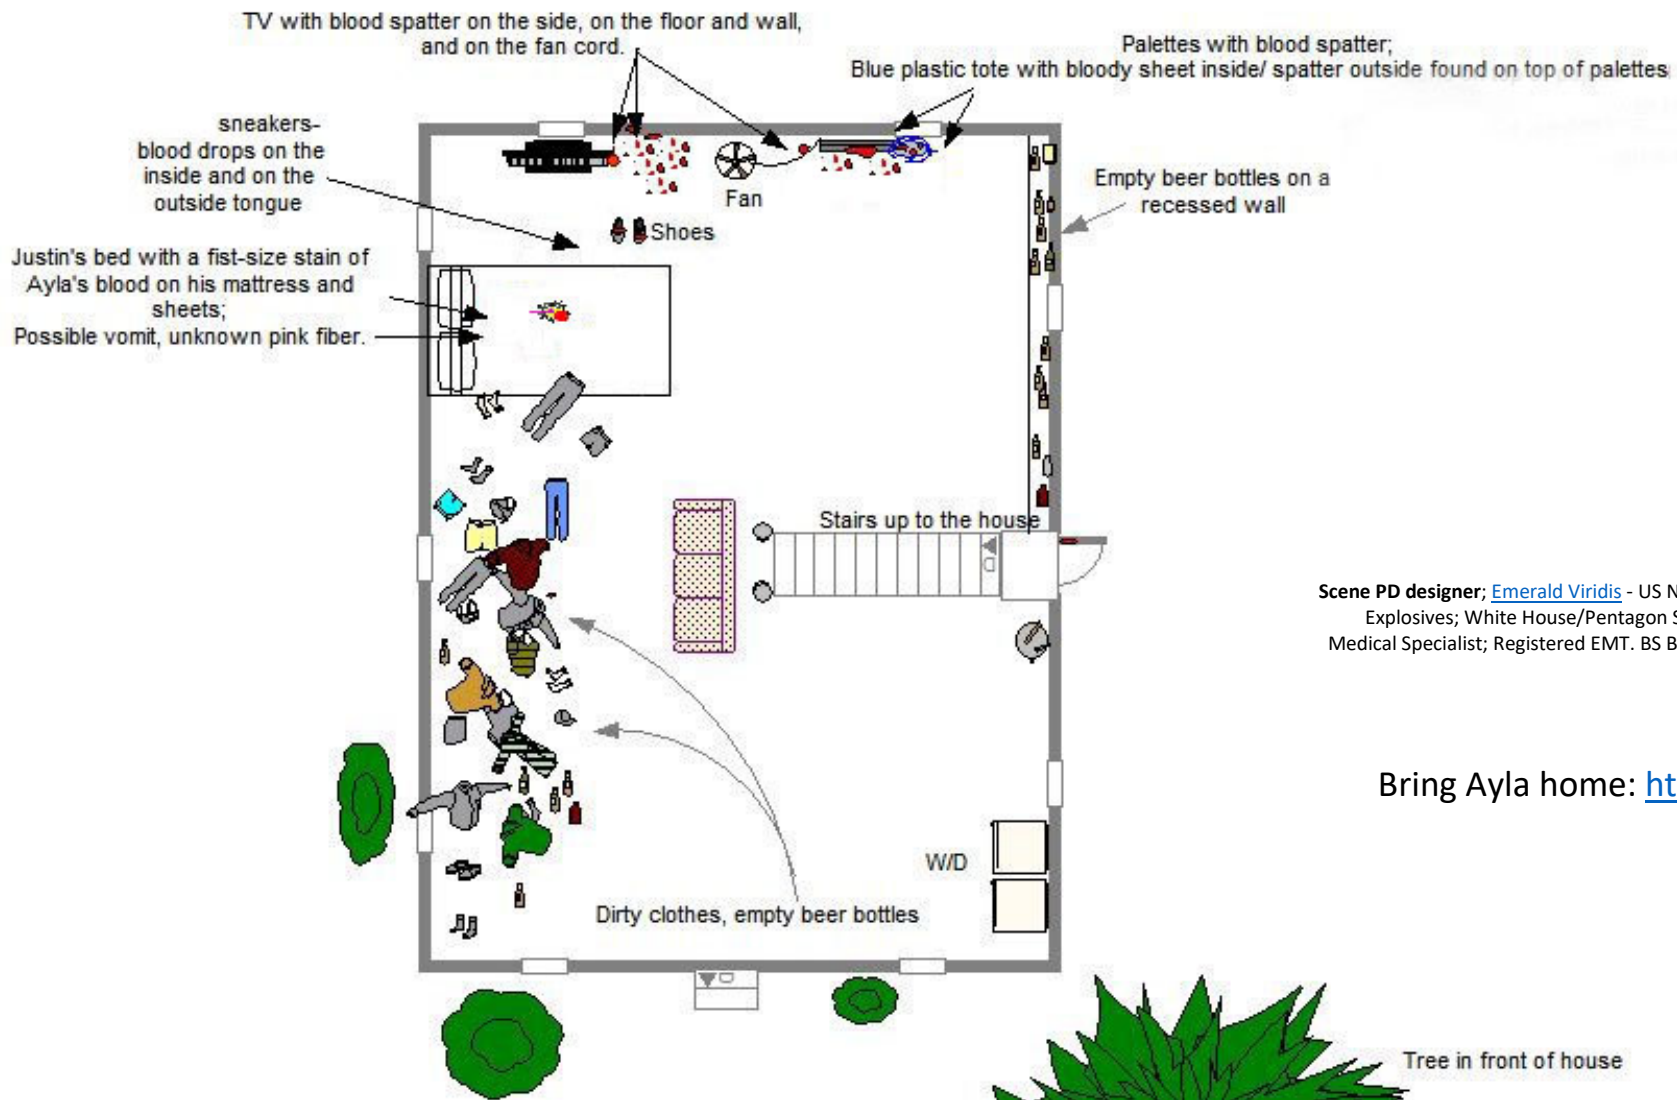 TV with blood spatter on the side, on the floor and wall,
and on the fan cord.
Palettes with blood spatter;
Blue plastic tote with bloody sheet inside/ spatter outside found on top of palettes
sneakers-
blood drops on the
inside and on the
outside tongue
Fan
Shoes
Empty beer bottles on a
recessed wall
Justin's bed with a fist-size stain of
Ayla's blood on his mattress and
sheets;
Possible vomit, unknown pink fiber.
Stairs up to the house
Scene PD designer; Emerald Viridis - US N
Explosives; White House/Pentagon S
Medical Specialist; Registered EMT. BS B
Bring Ayla home: ht
W/D
Dirty clothes, empty beer bottles
Tree in front of house